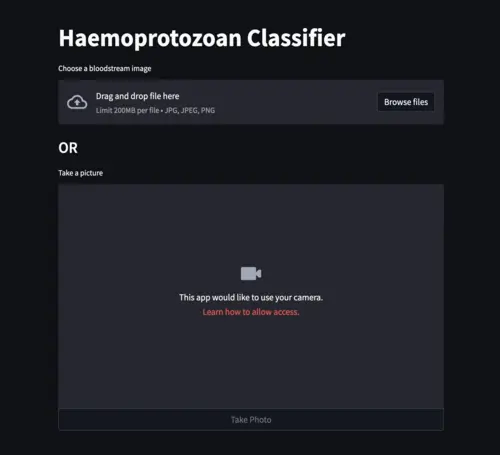 Haemoprotozoan Classifier
Choose a bloodstream image
Drag and drop file here
Limit 200MB per file • JPG, JPEG, PNG
Browse files
OR
Take a picture
This app would like to use your camera.
Learn how to allow access.
Take Photo